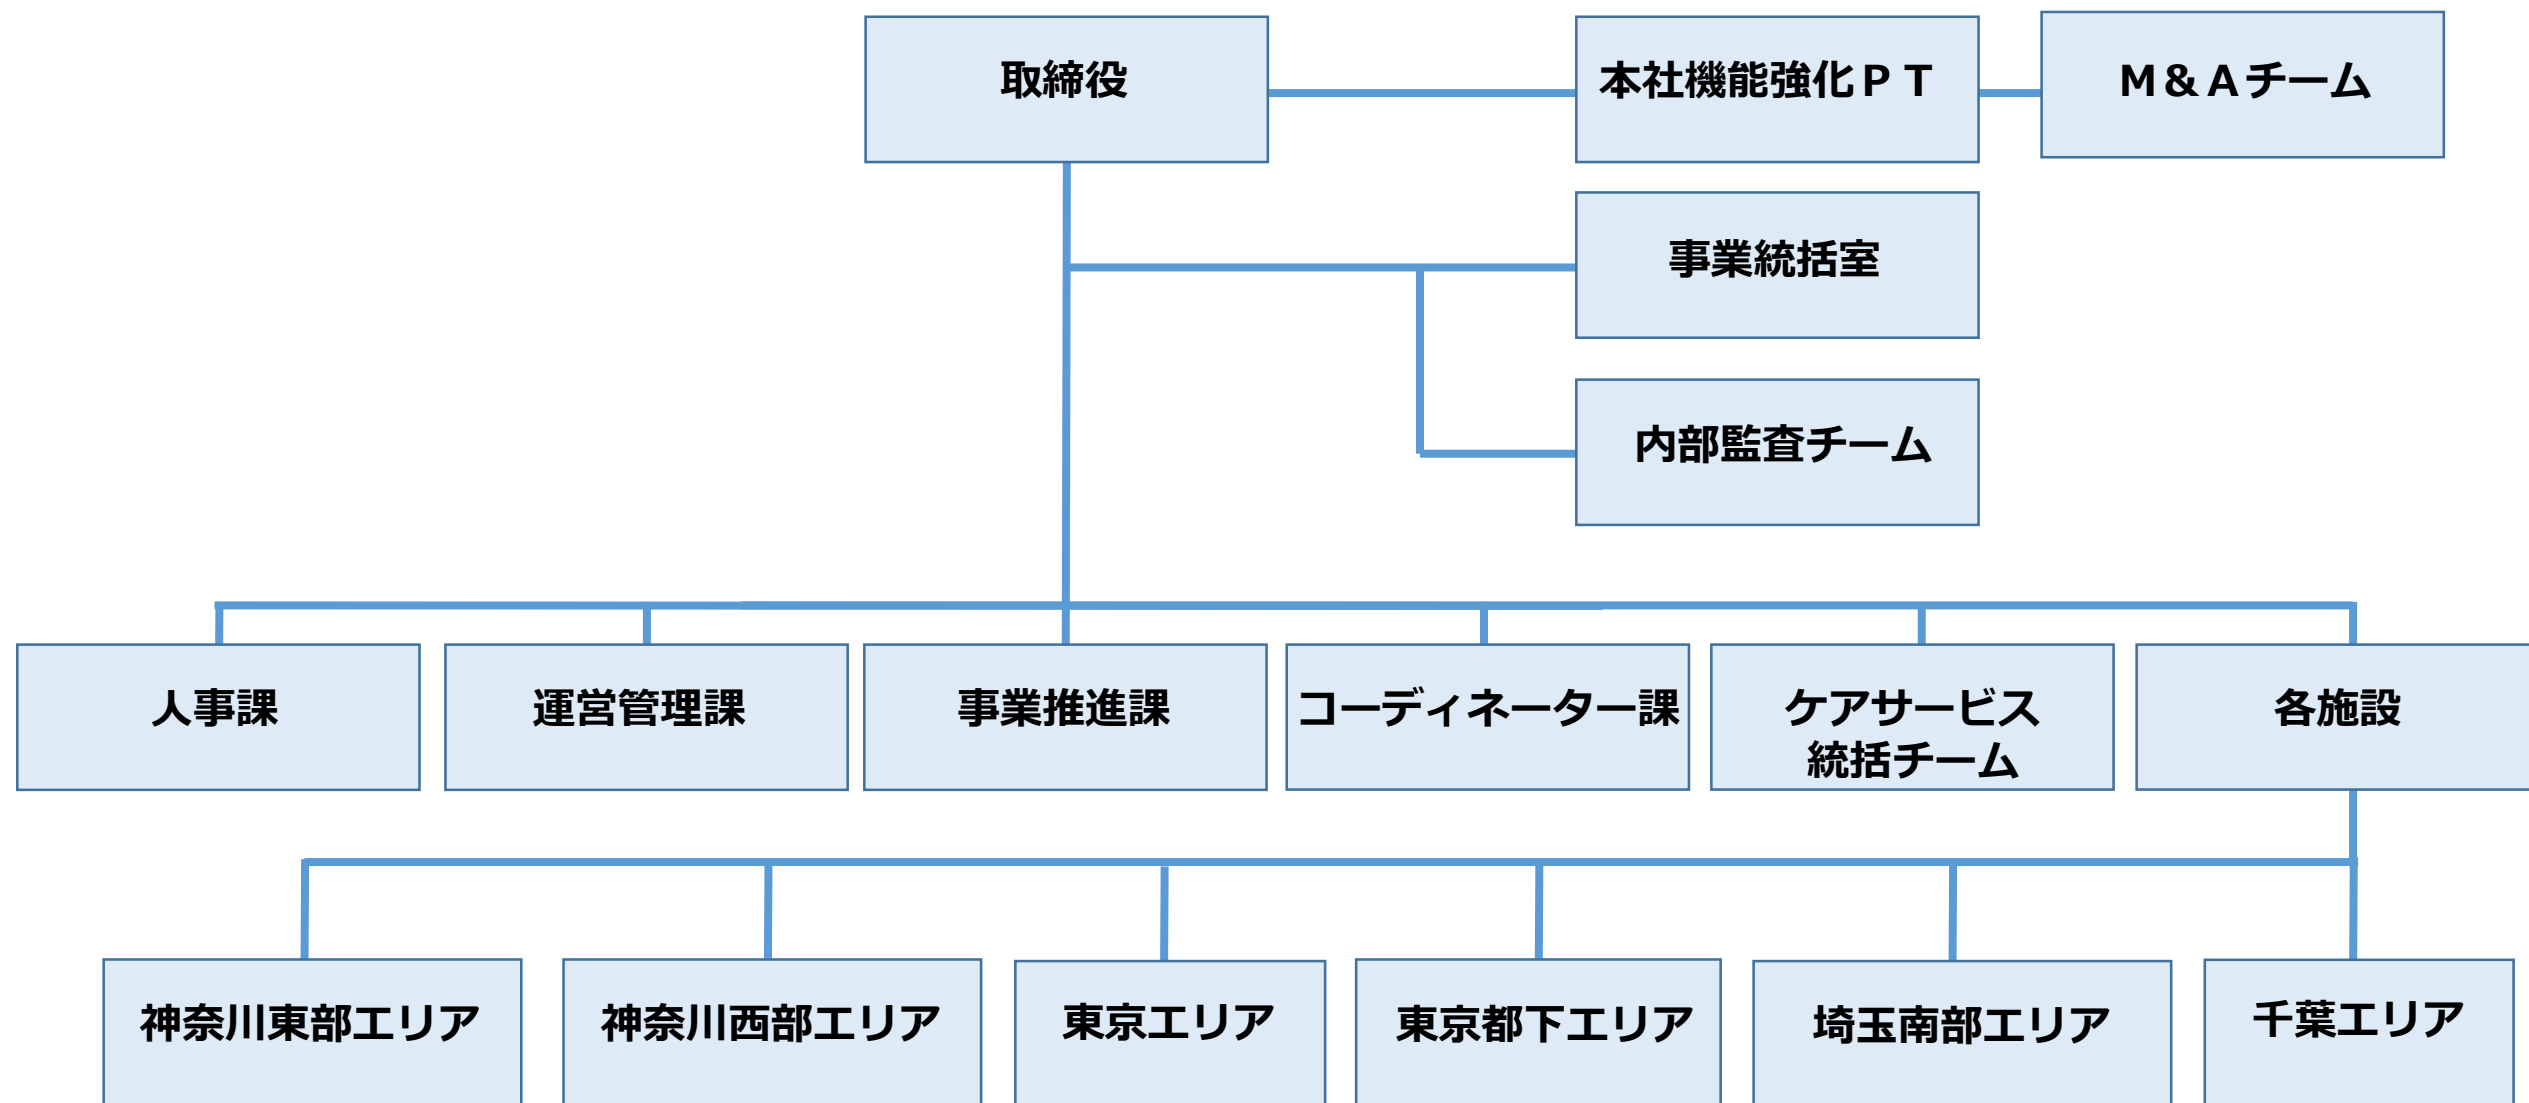 取締役
本社機能強化ＰＴ
Ｍ＆Ａチーム
事業統括室
内部監査チーム
人事課
運営管理課
事業推進課
コーディネーター課
ケアサービス
統括チーム
各施設
神奈川東部エリア
神奈川西部エリア
東京エリア
東京都下エリア
埼玉南部エリア
千葉エリア